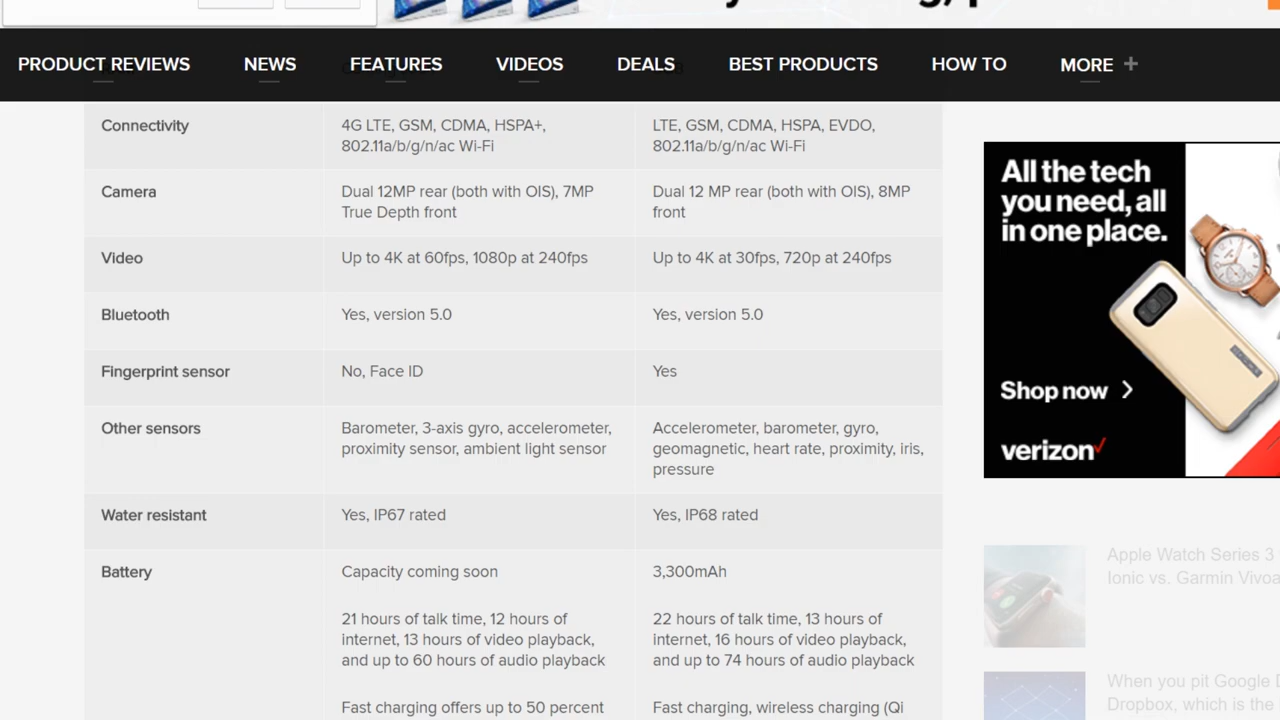 PRODUCT REVIEWS NEWS FEATURES VIDEOS DEALS BEST PRODUCTS HOW TO MORE +
Connectivity
4G LTE, GSM, CDMA, HSPA+,
802.11a/b/g/n/ac Wi-Fi
LTE, GSM, CDMA, HSPA, EVDO,
802.11a/b/g/n/ac Wi-Fi
Camera
Dual 12MP rear (both with OIS), 7MP
True Depth front
Dual 12 MP rear (both with OIS), 8MP
front
Video
Up to 4K at 60fps, 1080p at 240fps
Up to 4K at 30fps, 720p at 240fps
Bluetooth
Yes, version 5.0
Yes, version 5.0
Fingerprint sensor
No, Face ID
Yes
Other sensors
Barometer, 3-axis gyro, accelerometer,
proximity sensor, ambient light sensor
Accelerometer, barometer, gyro,
geomagnetic, heart rate, proximity, iris,
pressure
Water resistant
Yes, IP67 rated
Yes, IP68 rated
Battery
Capacity coming soon
21 hours of talk time, 12 hours of
internet, 13 hours of video playback,
and up to 60 hours of audio playback
Fast charging offers up to 50 percent
3,300mAh
22 hours of talk time, 13 hours of
internet, 16 hours of video playback,
and up to 74 hours of audio playback
Fast charging, wireless charging (Qi
All the tech
you need, all
in one place.
Shop now
verizon
Apple Watch Series 3
Ionic vs. Garmin Vivoa
When you pit Google D
Dropbox, which is the